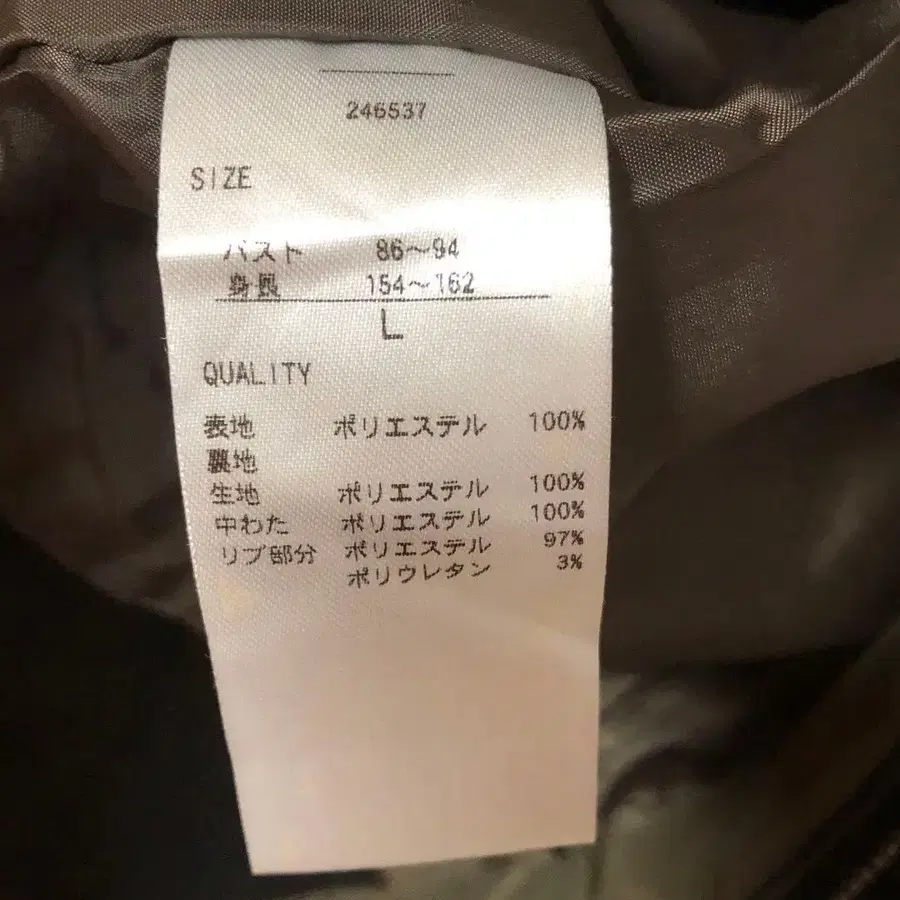 246537
SIZE
バスト 86～94
身長 154～162
L
QUALITY
表地 ポリエステル 100%
裏地
生地 ポリエステル 100%
中わた ポリエステル 100%
リブ部分 ポリエステル 97%
ポリウレタン 3%